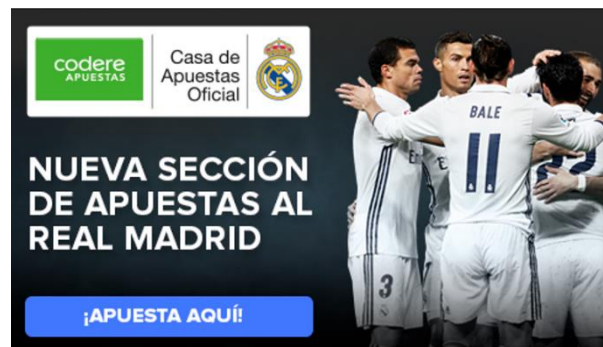 codere
APUESTAS
Casa de
Apuestas
Oficial
NUEVA SECCIÓN
DE APUESTAS AL
REAL MADRID
¡APUESTA AQUÍ!
BALE
11
3